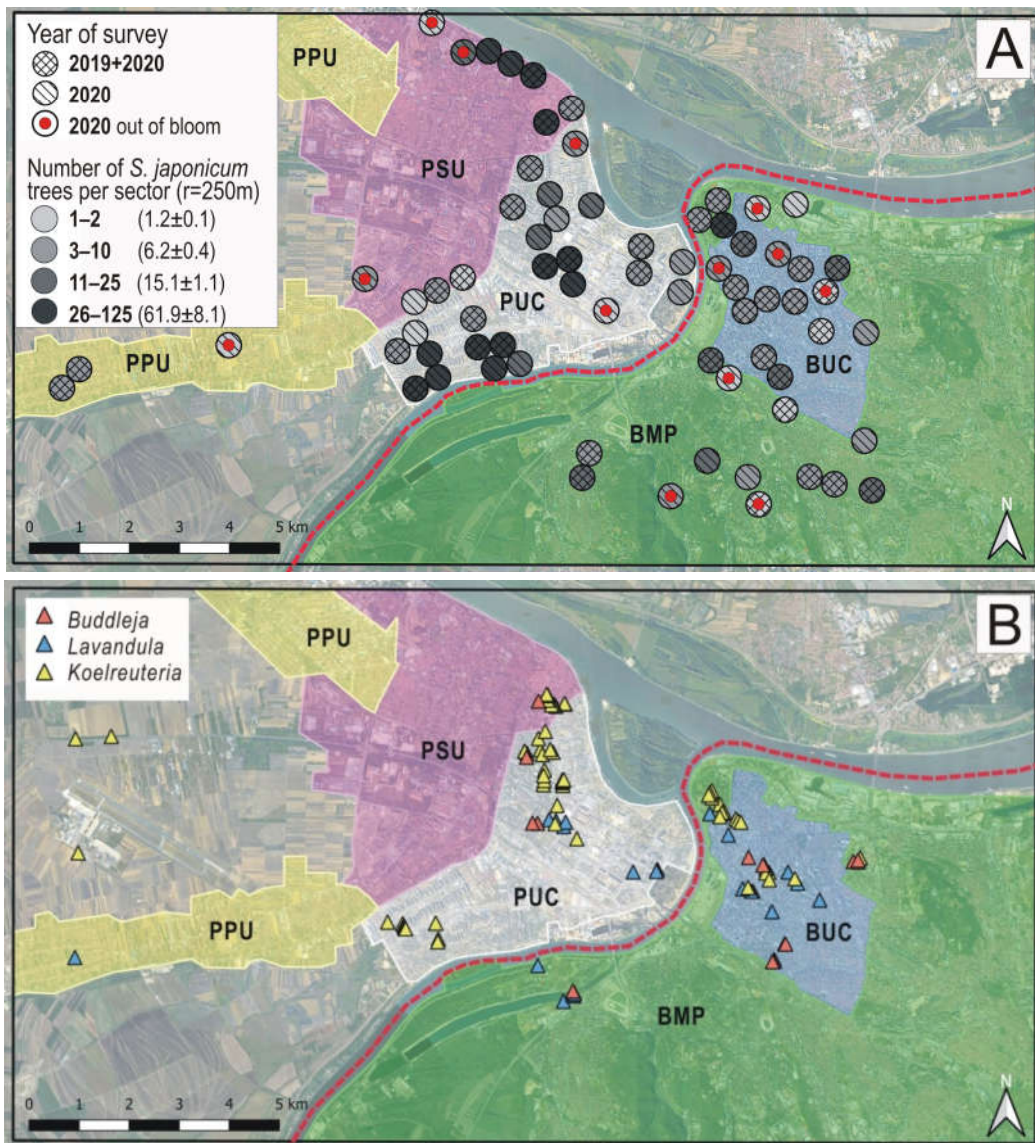 Year of survey
2019+2020
2020
2020 out of bloom
Number of S. japonicum
trees per sector (r=250m)
1–2 (1.2±0.1)
3–10 (6.2±0.4)
11–25 (15.1±1.1)
26–125 (61.9±8.1)
A
PPU
PSU
PUC
PPU
BUC
BMP
0 1 2 3 4 5 km
N
Buddleja
Lavandula
Koelreuteria
B
PPU
PSU
PUC
PPU
BUC
BMP
0 1 2 3 4 5 km
N